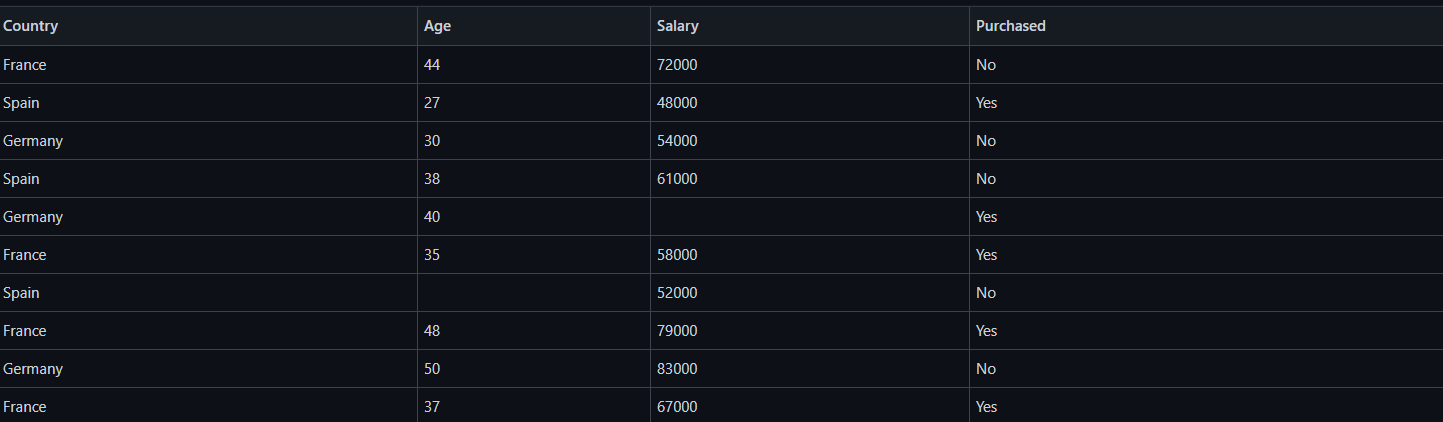 Country Age Salary Purchased
France 44 72000 No
Spain 27 48000 Yes
Germany 30 54000 No
Spain 38 61000 No
Germany 40 Yes
France 35 58000 Yes
Spain 52000 No
France 48 79000 Yes
Germany 50 83000 No
France 37 67000 Yes